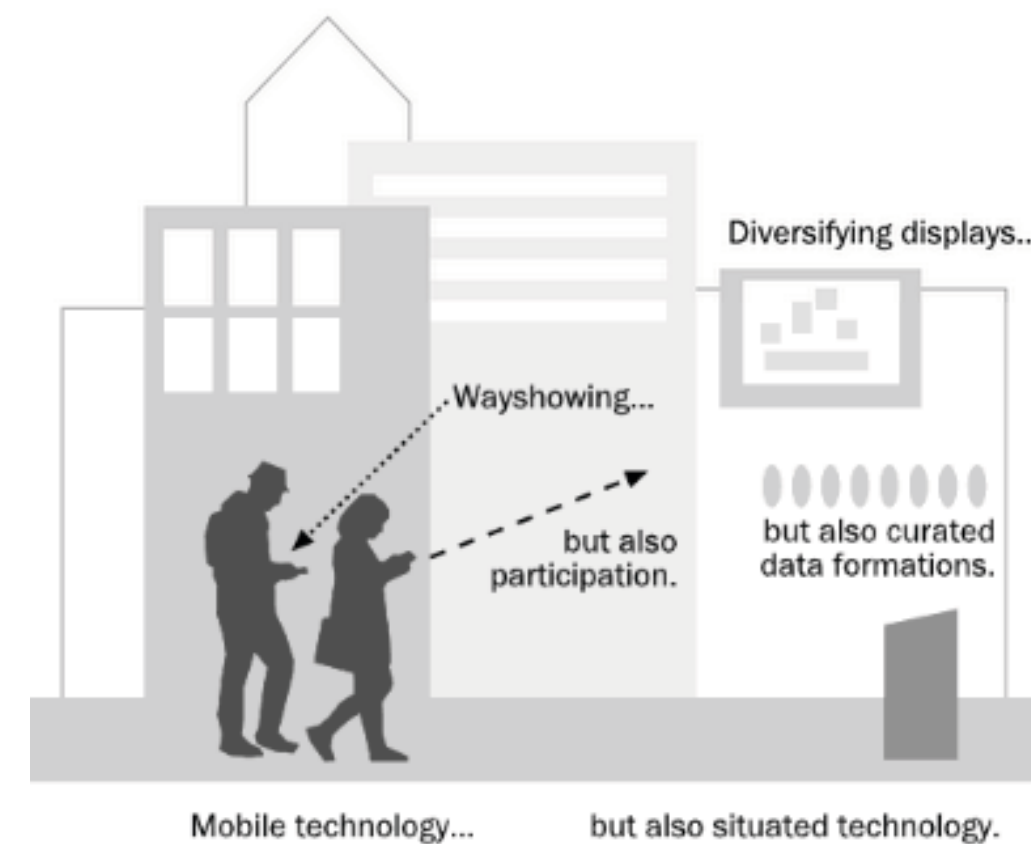 Diversifying displays..
Wayshowing...
but also
participation.
but also curated
data formations.
Mobile technology...
but also situated technology.